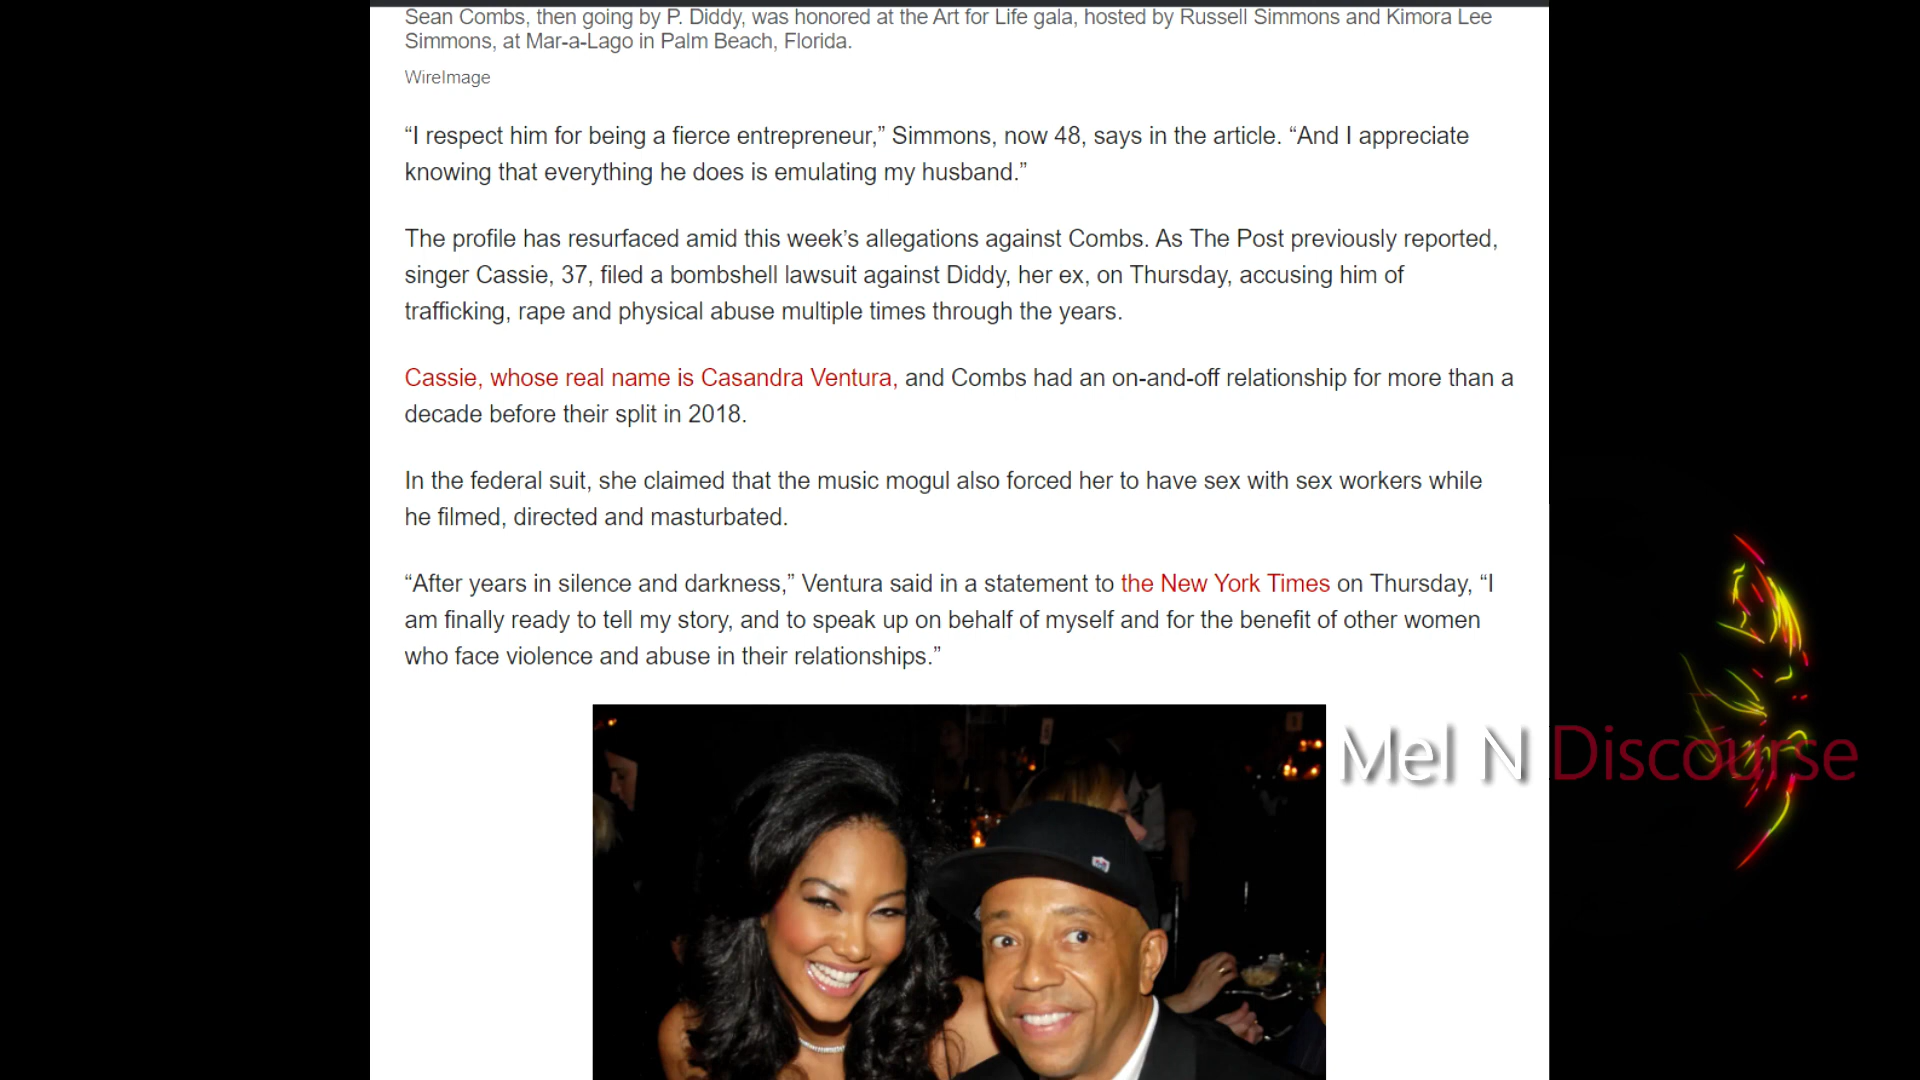 Sean Combs, then going by P. Diddy, was honored at the Art for Life gala, hosted by Russell Simmons and Kimora Lee
Simmons, at Mar-a-Lago in Palm Beach, Florida.
WireImage
“I respect him for being a fierce entrepreneur,” Simmons, now 48, says in the article. “And I appreciate
knowing that everything he does is emulating my husband.”
The profile has resurfaced amid this week’s allegations against Combs. As The Post previously reported,
singer Cassie, 37, filed a bombshell lawsuit against Diddy, her ex, on Thursday, accusing him of
trafficking, rape and physical abuse multiple times through the years.
Cassie, whose real name is Casandra Ventura, and Combs had an on-and-off relationship for more than a
decade before their split in 2018.
In the federal suit, she claimed that the music mogul also forced her to have sex with sex workers while
he filmed, directed and masturbated.
“After years in silence and darkness,” Ventura said in a statement to the New York Times on Thursday, “I
am finally ready to tell my story, and to speak up on behalf of myself and for the benefit of other women
who face violence and abuse in their relationships.”
Mel N Discourse